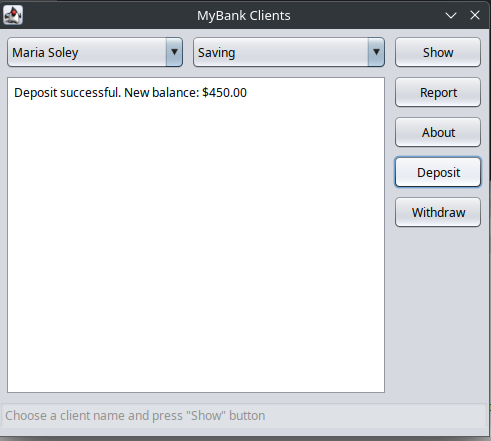 MyBank Clients
Maria Soley
Saving
Show
Deposit successful. New balance: $450.00
Report
About
Deposit
Withdraw
Choose a client name and press "Show" button